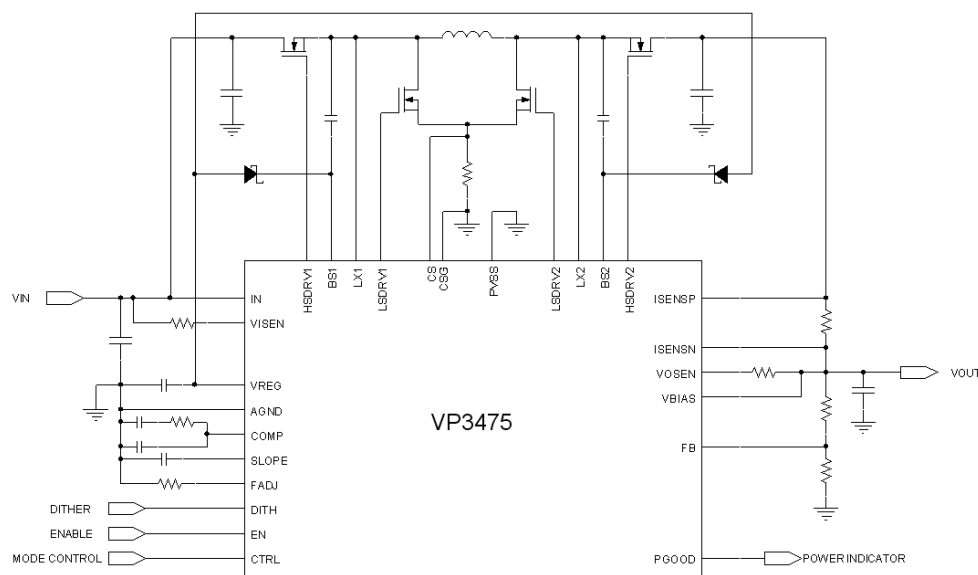 HSDRV1
BS1
LX1
LSDRV1
CS
CSG
PVSS
LSDRV2
LX2
BS2
HSDRV2
VIN
IN
VISEN
VREG
AGND
COMP
SLOPE
FADJ
DITHER
DITH
ENABLE
EN
MODE CONTROL
CTRL
VP3475
ISENSP
ISENSN
VOSEN
VOUT
VBIAS
FB
PGOOD
POWER INDICATOR